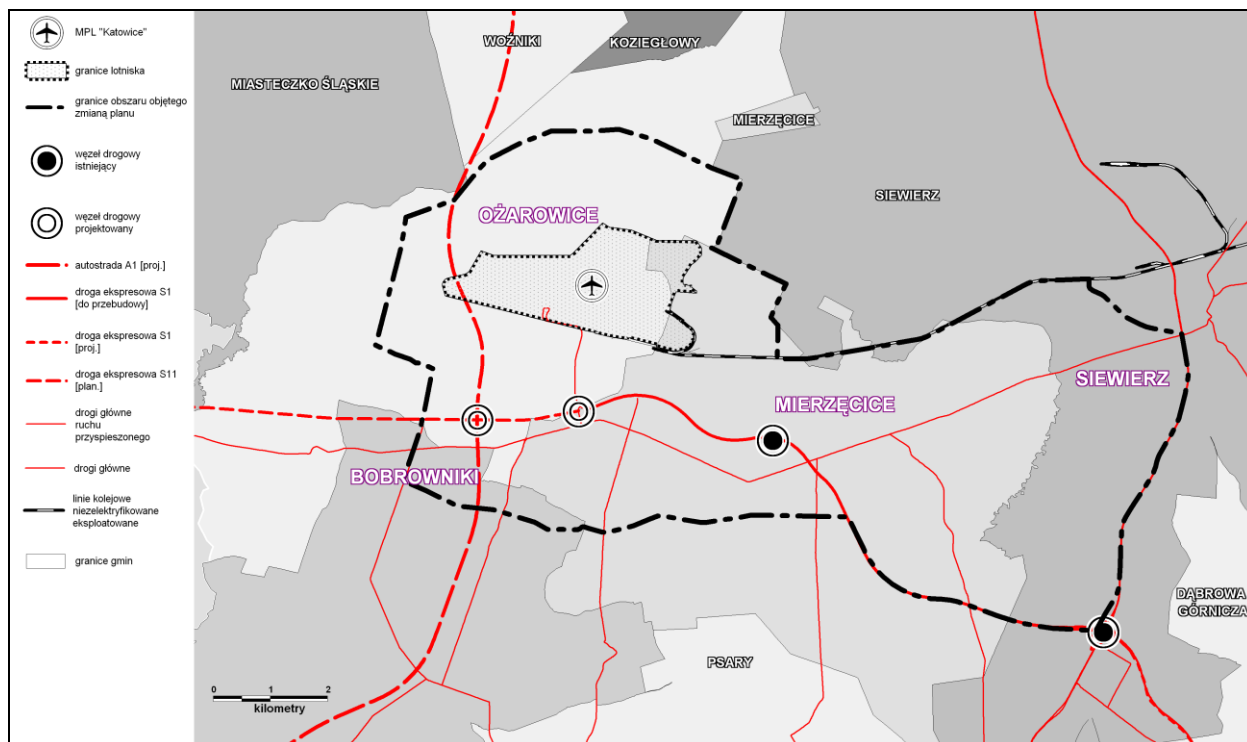 MPL "Katowice"
granice lotniska
granice obszaru objętego
zmianą planu
węzeł drogowy
istniejący
węzeł drogowy
projektowany
autostrada A1 [proj.]
droga ekspresowa S1
[do przebudowy]
droga ekspresowa S1
[proj.]
droga ekspresowa S11
[plan.]
drogi główne
ruchu
przyspieszonego
drogi główne
linie kolejowe
niezelektryfikowane
eksploatowane
granice gmin
WOŹNIKI
KOZIEGŁOWY
MIASTECZKO ŚLĄSKIE
MIERZĘCICE
SIEWIERZ
OŻAROWICE
SIEWIERZ
MIERZĘCICE
BOBROWNIKI
DĄBROWA
GÓRNICZA
PSARY
0 1 2
kilometry